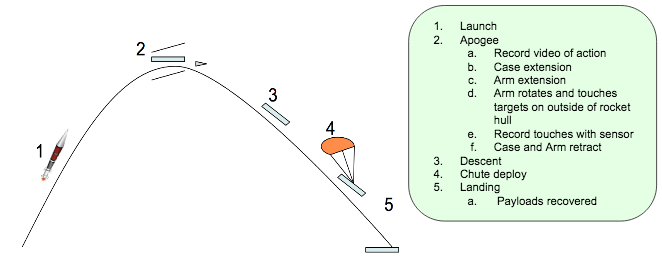 1
2
3
4
5
1. Launch
2. Apogee
a. Record video of action
b. Case extension
c. Arm extension
d. Arm rotates and touches
targets on outside of rocket
hull
e. Record touches with sensor
f. Case and Arm retract
3. Descent
4. Chute deploy
5. Landing
a. Payloads recovered